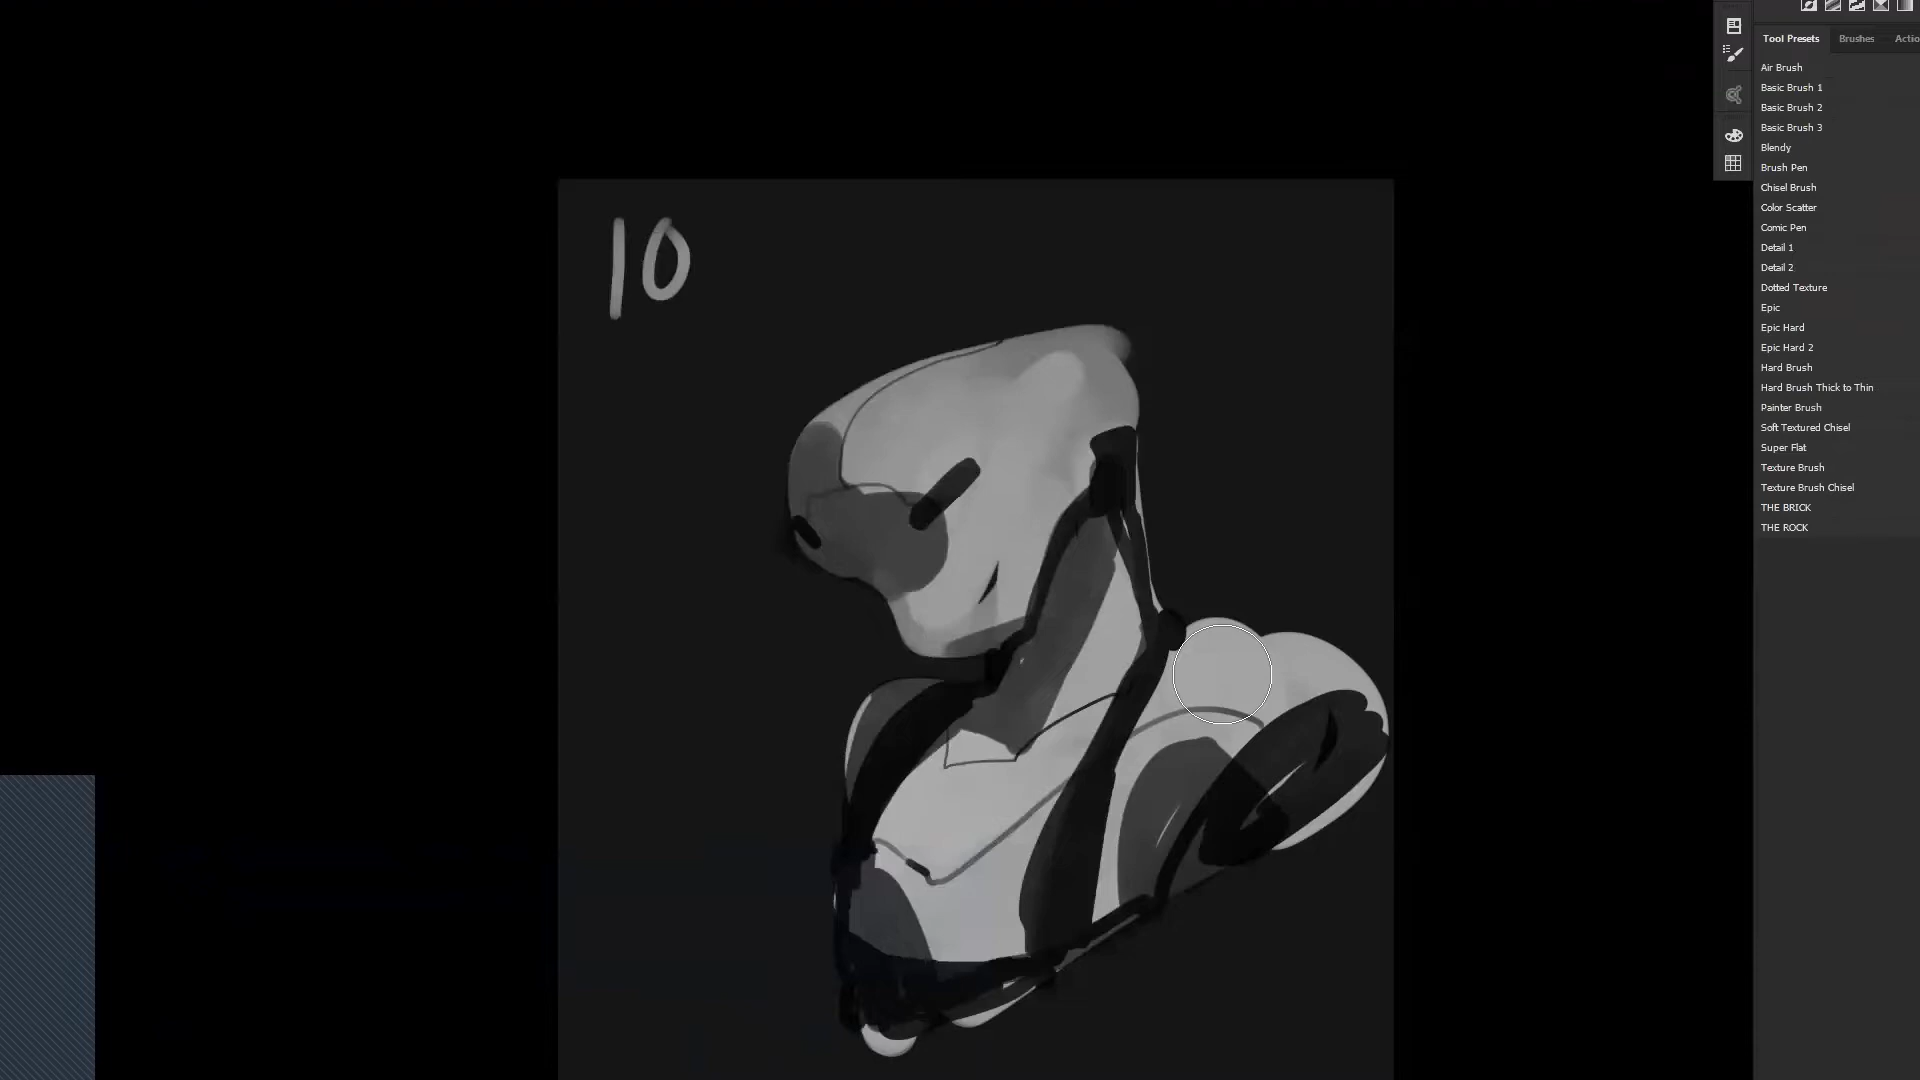 Tool Presets Brushes Actio
Air Brush
Basic Brush 1
Basic Brush 2
Basic Brush 3
Blendy
Brush Pen
Chisel Brush
Color Scatter
Comic Pen
Detail 1
Detail 2
Dotted Texture
Epic
Epic Hard
Epic Hard 2
Hard Brush
Hard Brush Thick to Thin
Painter Brush
Soft Textured Chisel
Super Flat
Texture Brush
Texture Brush Chisel
THE BRICK
THE ROCK
10